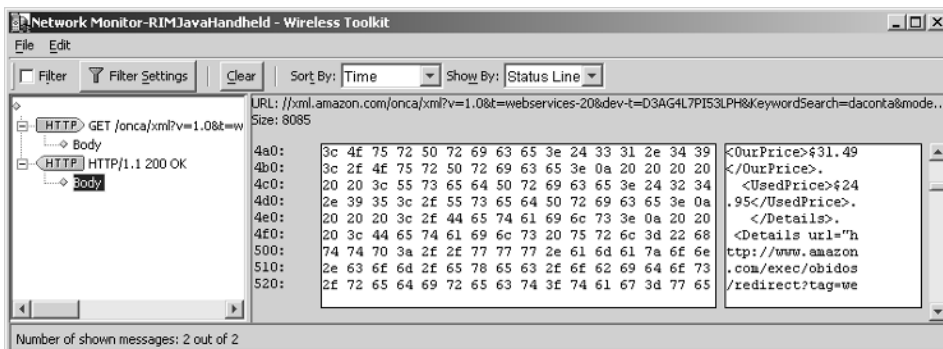 Network Monitor-RIMJavaHandheld - Wireless Toolkit
File Edit
Filter Filter Settings Clear Sort By: Time Show By: Status Line
HTTP GET /onca/xml?v=1.0&t=w
Body
HTTP HTTP/1.1 200 OK
Body
URL: //xml.amazon.com/onca/xml?v=1.0&t=webservices-20&dev-t=D3AG4L7PI53LPH&KeywordSearch=daconta&mode...
Size: 8085
4a0: 3c 4f 75 72 50 72 69 63 65 3e 24 33 31 2e 34 39 <OurPrice>$31.49
4b0: 3c 2f 4f 75 72 50 72 69 63 65 3e 0a 20 20 20 20 </OurPrice>.
4c0: 20 20 3c 55 73 65 64 50 72 69 63 65 3e 24 32 34 <UsedPrice>$24
4d0: 2e 39 35 3c 2f 55 73 65 64 50 72 69 63 65 3e 0a .95</UsedPrice>.
4e0: 20 20 20 3c 2f 44 65 74 61 69 6c 73 3e 0a 20 20 </Details>.
4f0: 20 3c 44 65 74 61 69 6c 73 20 75 72 6c 3d 22 68 <Details url="h
500: 74 74 70 3a 2f 2f 77 77 77 2e 61 6d 61 7a 6f 6e ttp://www.amazon
510: 2e 63 6f 6d 2f 65 78 65 63 2f 6f 62 69 64 6f 73 .com/exec/obidos
520: 2f 72 65 64 69 72 65 63 74 3f 74 61 67 3d 77 65 /redirect?tag=we
Number of shown messages: 2 out of 2